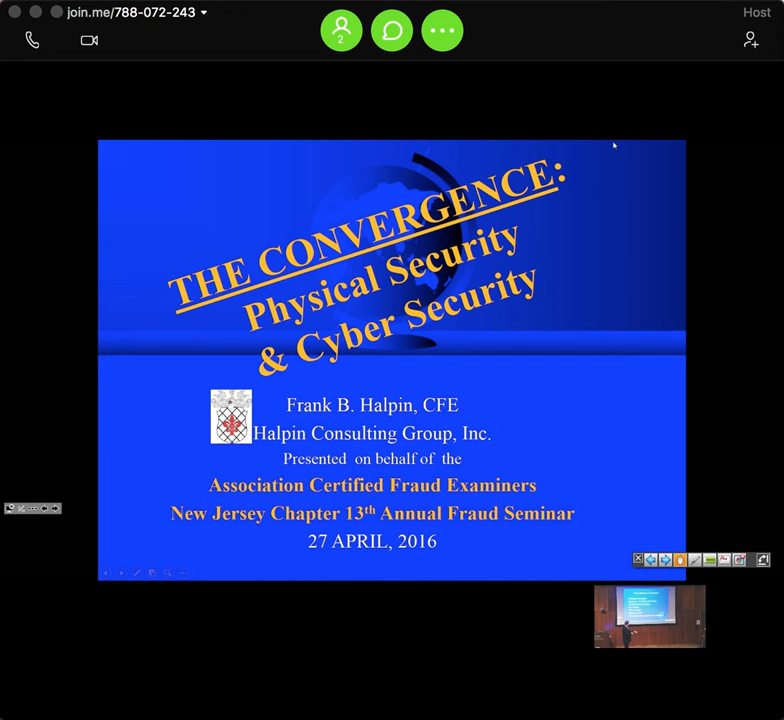 join.me/788-072-243
Host
2
THE CONVERGENCE:
Physical Security
& Cyber Security
Frank B. Halpin, CFE
Halpin Consulting Group, Inc.
Presented on behalf of the
Association Certified Fraud Examiners
New Jersey Chapter 13th Annual Fraud Seminar
27 APRIL, 2016